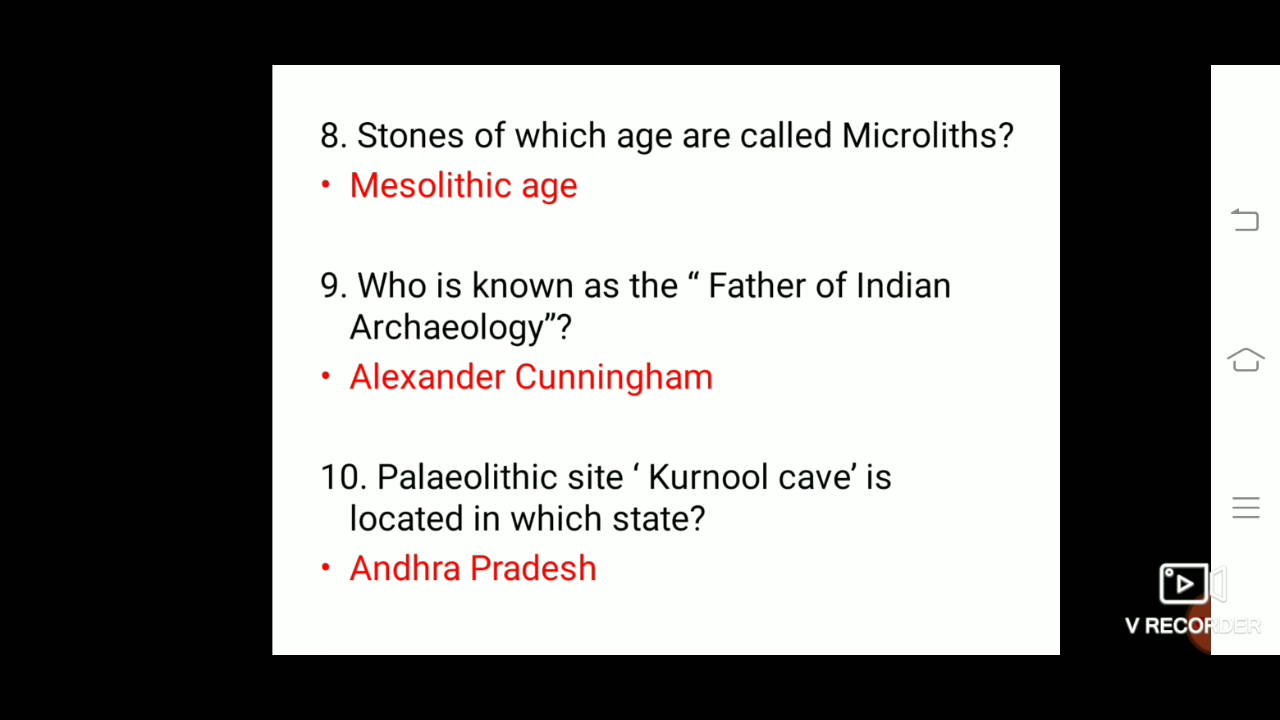 8. Stones of which age are called Microliths?
• Mesolithic age
9. Who is known as the “ Father of Indian
Archaeology”?
• Alexander Cunningham
10. Palaeolithic site ‘ Kurnool cave’ is
located in which state?
• Andhra Pradesh
V RECORDER